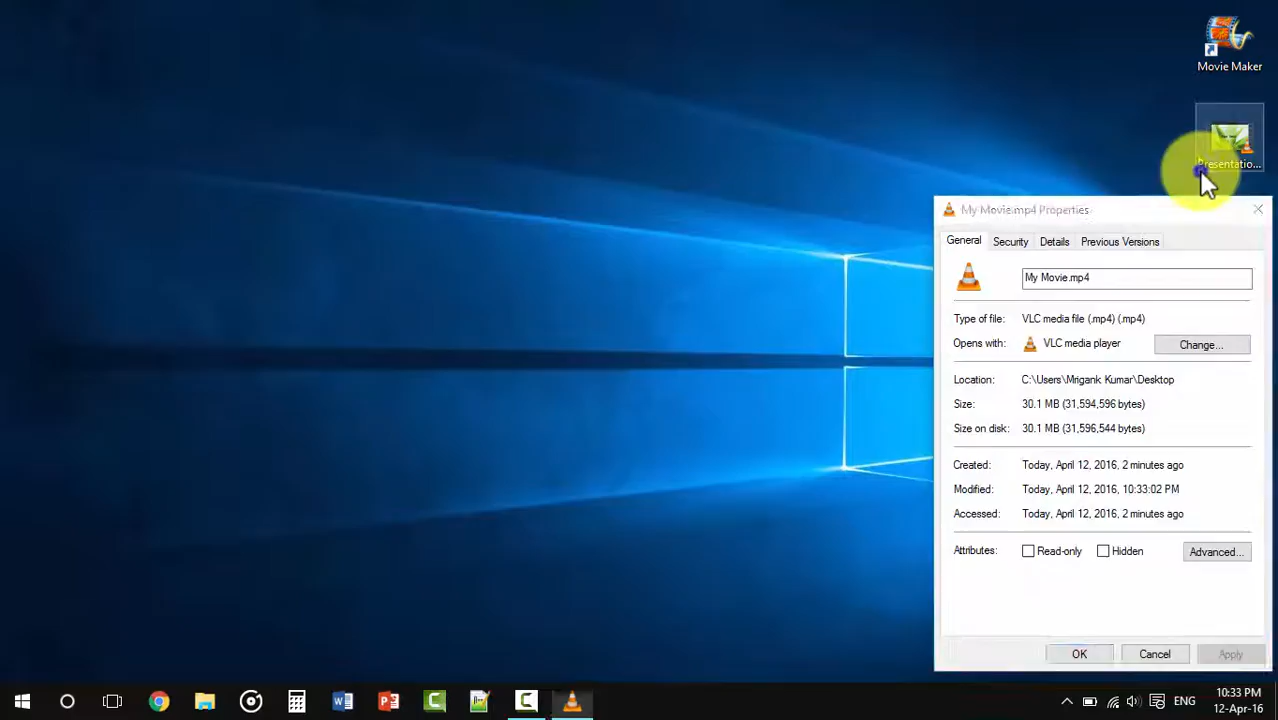 Movie Maker
Presentatio...
My Movie.mp4 Properties
General Security Details Previous Versions
My Movie.mp4
Type of file: VLC media file (.mp4) (.mp4)
Opens with: VLC media player Change...
Location: C:\Users\Mrigank Kumar\Desktop
Size: 30.1 MB (31,594,596 bytes)
Size on disk: 30.1 MB (31,596,544 bytes)
Created: Today, April 12, 2016, 2 minutes ago
Modified: Today, April 12, 2016, 10:33:02 PM
Accessed: Today, April 12, 2016, 2 minutes ago
Attributes: Read-only Hidden Advanced...
OK Cancel Apply
ENG 10:33 PM
12-Apr-16